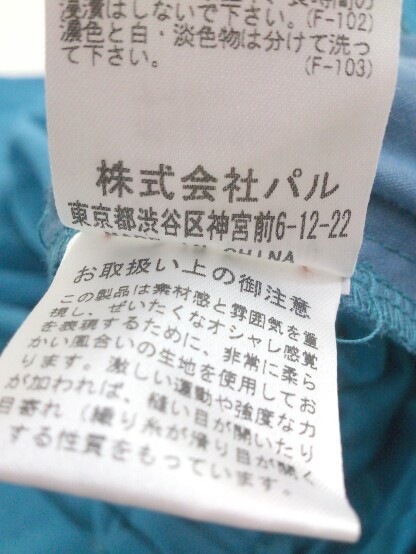 浸漬はしないで下さい。(F-102)
濃色と白・淡色物は分けて洗っ
て下さい。(F-103)
株式会社パル
東京都渋谷区神宮前6-12-22
CHINA
お取扱い上の御注意
この製品は素材感と雰囲気を重
視し、ぜいたくなオシャレ感覚
を表現するために、非常に柔ら
かい風合いの生地を使用してお
ります。激しい運動や強度な力
が加われば、縫い目が開いたり
目寄れ（織り糸が滑り目が開く
する性質をもっています。